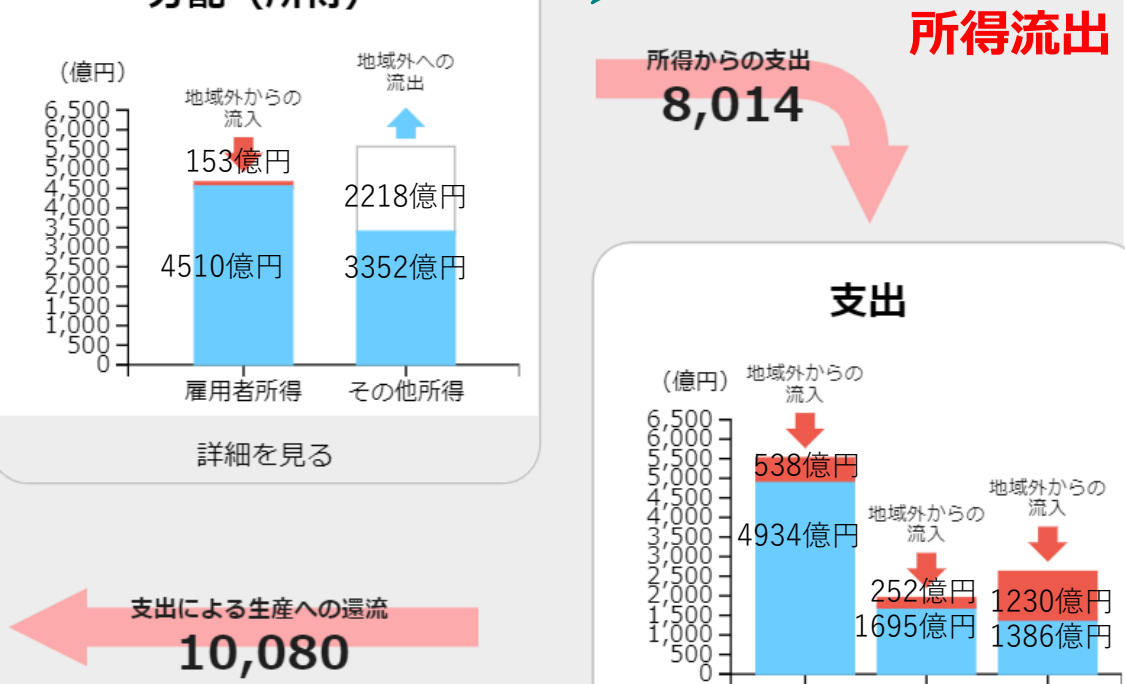 分配（所得）
（億円）
地域外からの
流入
地域外への
流出
6,500
6,000
5,500
5,000
4,500
4,000
3,500
3,000
2,500
2,000
1,500
1,000
500
0
153億円
4510億円
2218億円
3352億円
雇用者所得
その他所得
詳細を見る
所得流出
所得からの支出
8,014
支出
（億円）
地域外からの
流入
地域外からの
流入
地域外からの
流入
6,500
6,000
5,500
5,000
4,500
4,000
3,500
3,000
2,500
2,000
1,500
1,000
500
0
538億円
4934億円
252億円
1695億円
1230億円
1386億円
支出による生産への還流
10,080